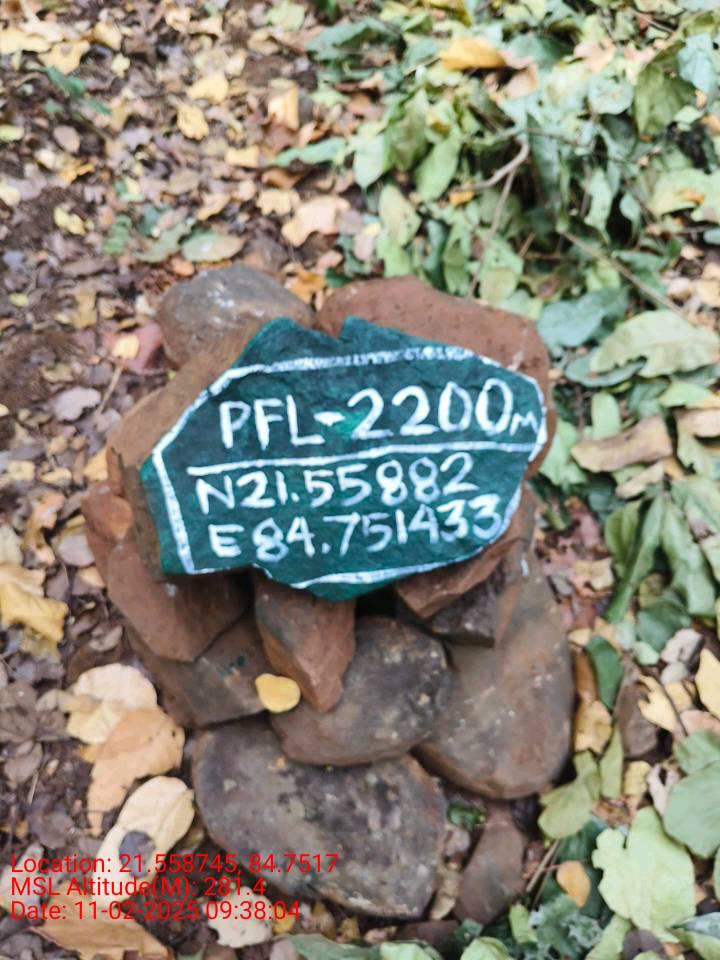 PFL-2200M
N21.55882
E84.751433
Location: 21.558745, 84.7517
MSL Altitude(M): 281.4
Date: 11-02-2025 09:38:04